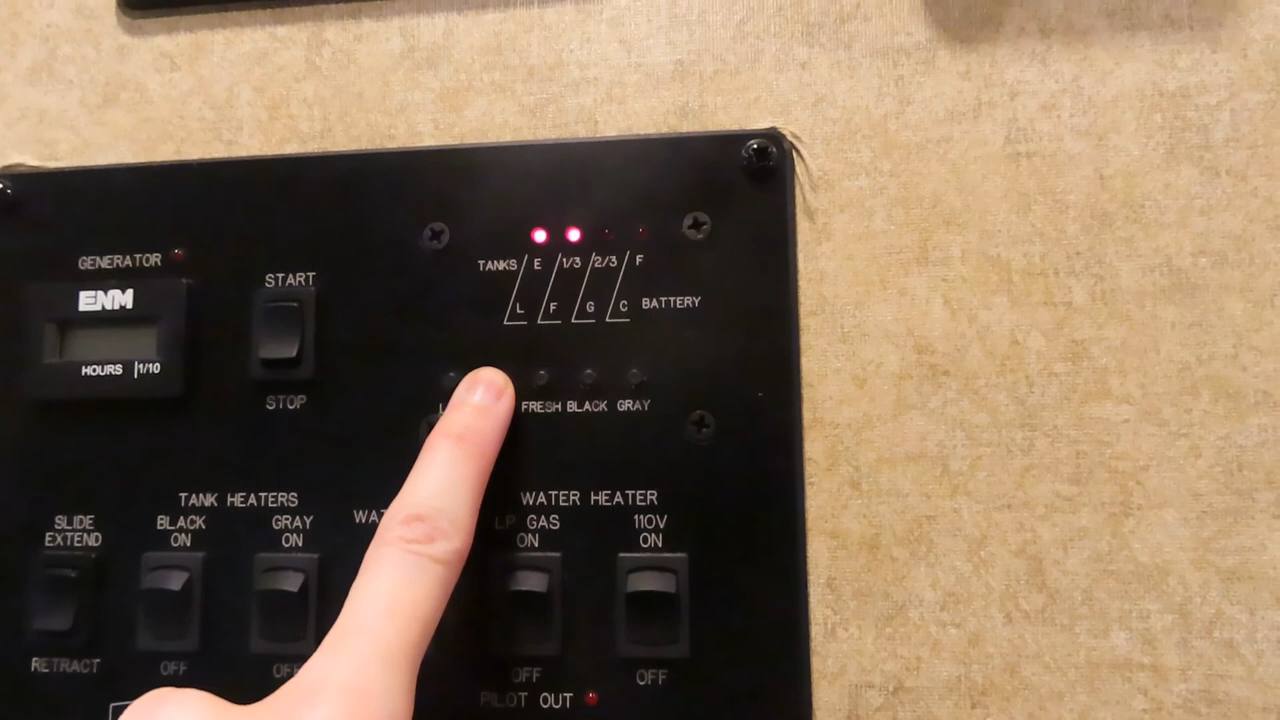 GENERATOR
ENM
HOURS 1/10
START
STOP
TANKS E 1/3 2/3 F
L F G C BATTERY
FRESH BLACK GRAY
TANK HEATERS
SLIDE EXTEND
RETRACT
BLACK ON
OFF
GRAY ON
OFF
WATER HEATER
LP GAS ON
OFF
110V ON
OFF
PILOT OUT